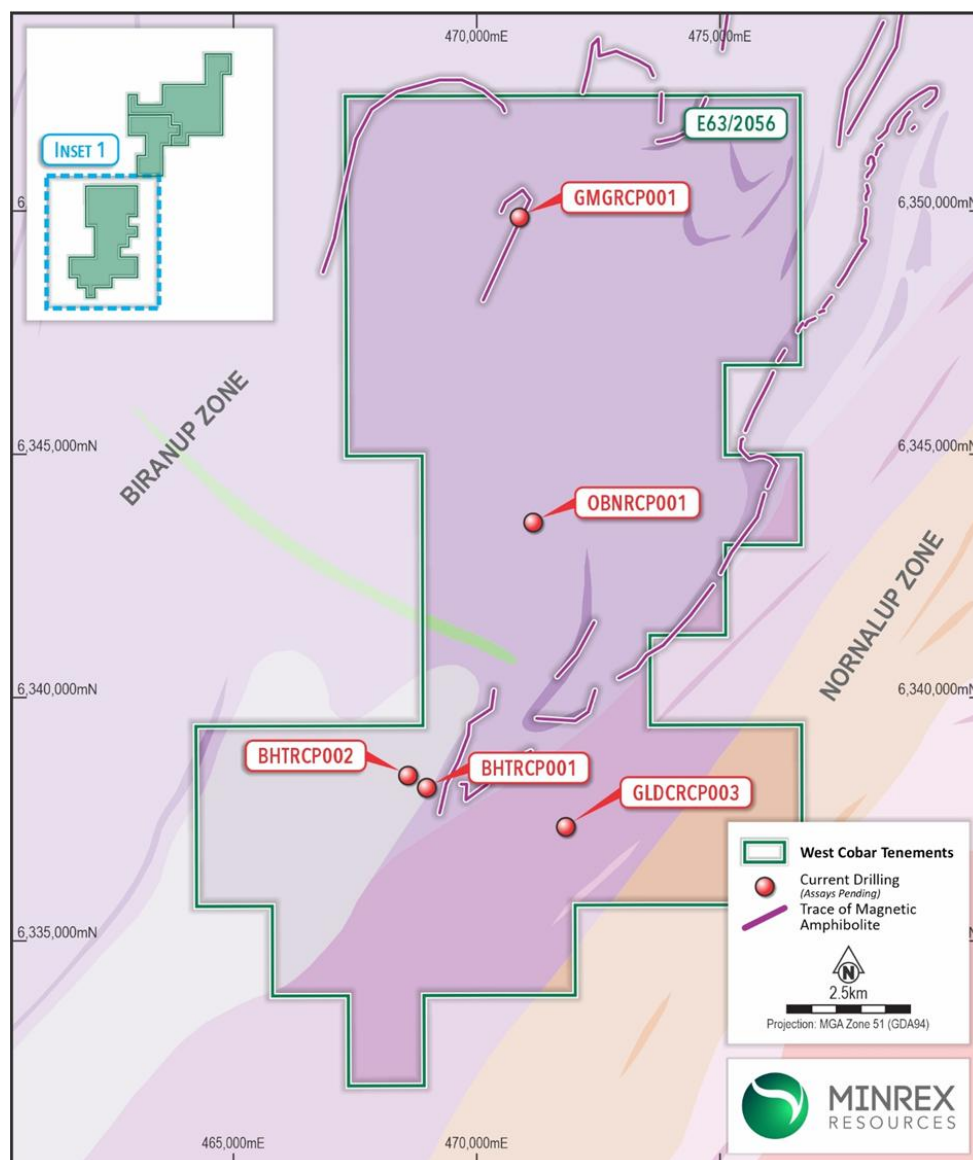 470,000mE
475,000mE
INSET 1
E63/2056
GMGRCP001
6,350,000mN
6,345,000mN
6,345,000mN
BIRANUP ZONE
OBNRCP001
NORNALUP ZONE
6,340,000mN
6,340,000mN
BHTRCP002
BHTRCP001
GLDCRCP003
West Cobar Tenements
Current Drilling
(Assays Pending)
Trace of Magnetic
Amphibolite
N
2.5km
Projection: MGA Zone 51 (GDA94)
6,335,000mN
MINREX
RESOURCES
465,000mE
470,000mE